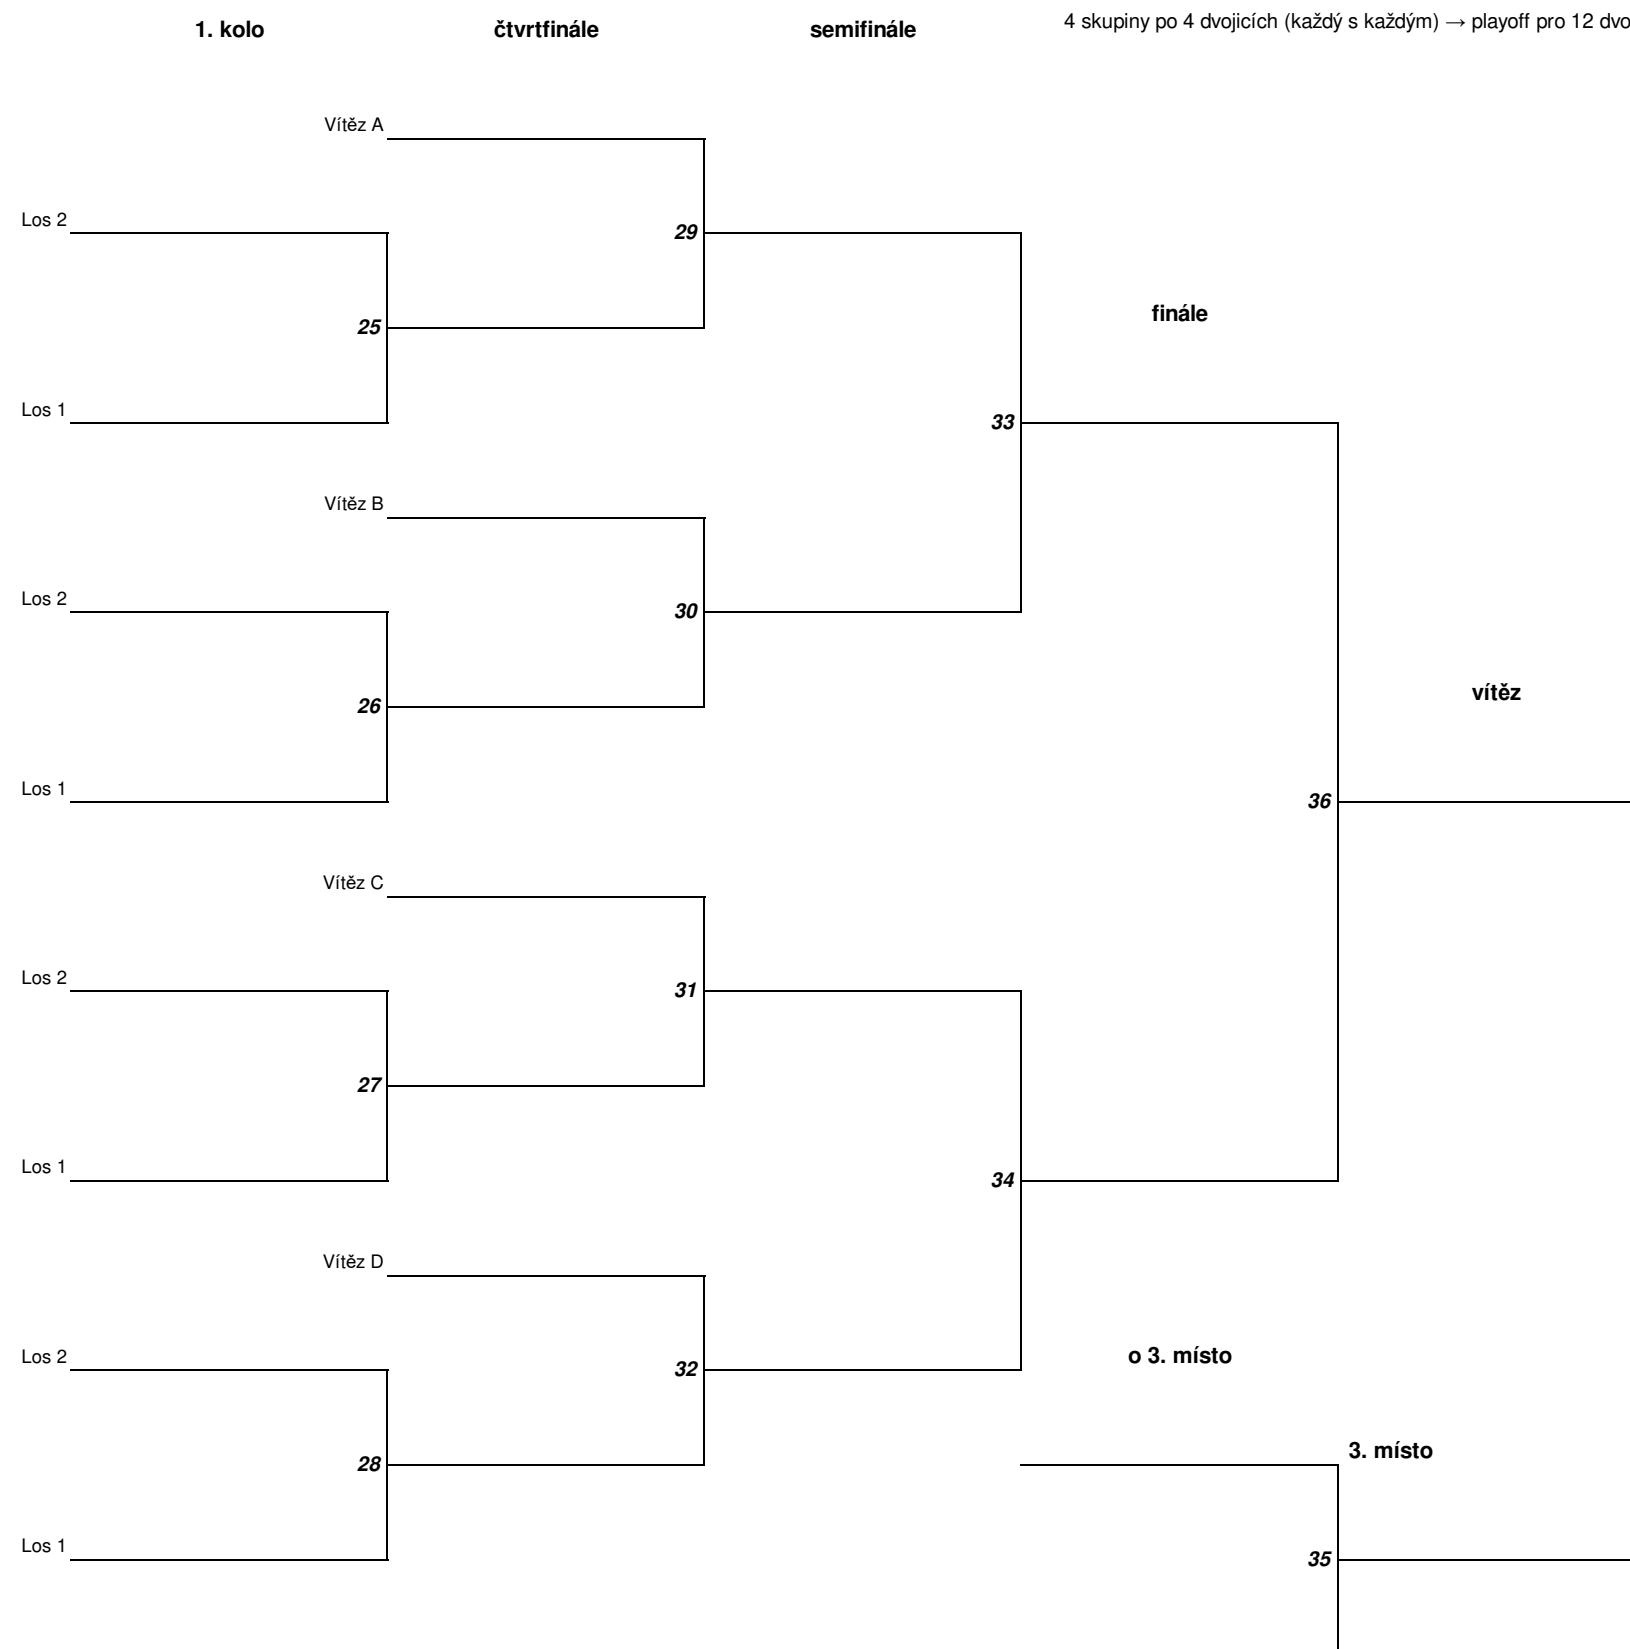 1. kolo
čtvrtfinále
semifinále
4 skupiny po 4 dvojicích (každý s každým) → playoff pro 12 dvo
Vítěz A
Los 2
29
finále
25
Los 1
33
Vítěz B
Los 2
30
vítěz
26
Los 1
36
Vítěz C
Los 2
31
27
Los 1
34
Vítěz D
Los 2
o 3. místo
32
3. místo
28
Los 1
35